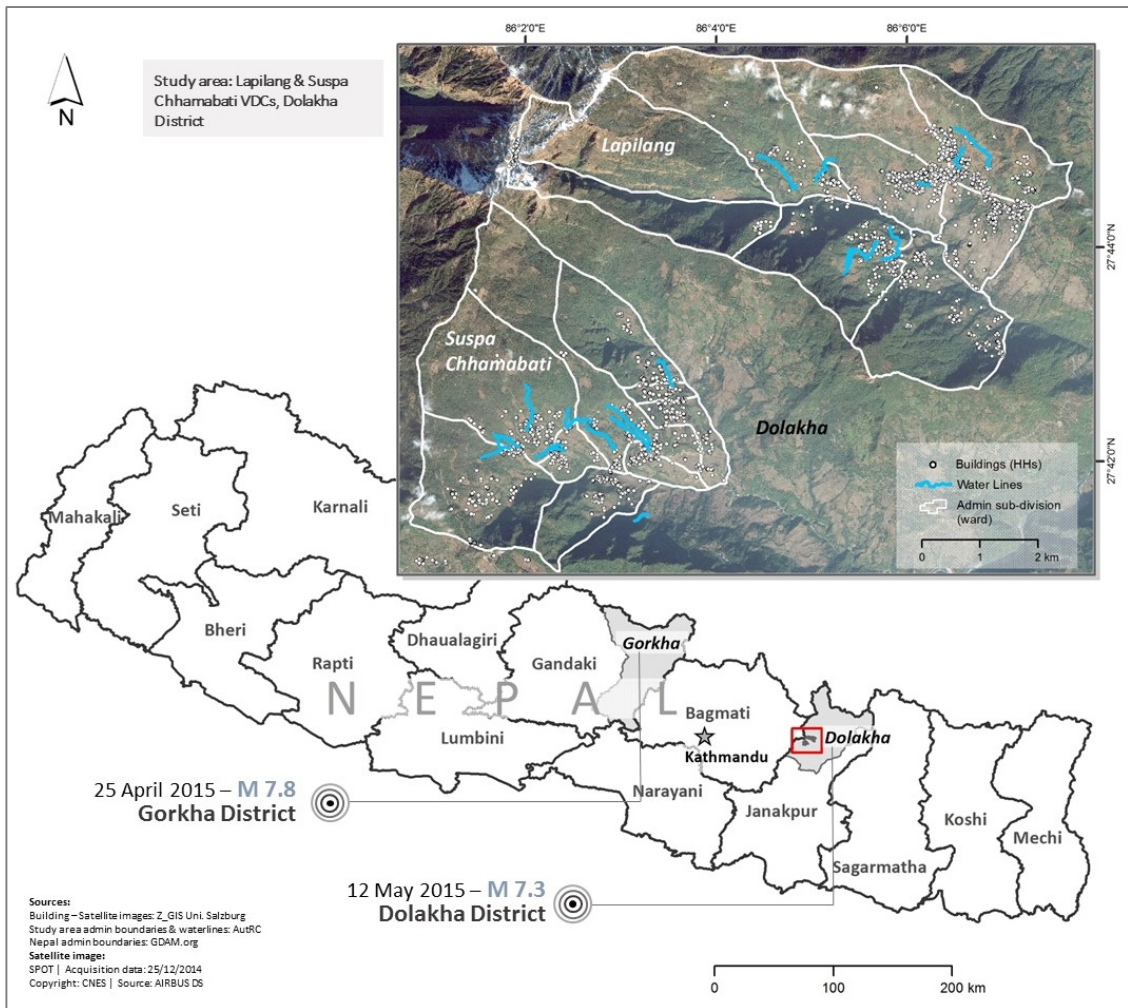 86°2'0"E
86°4'0"E
86°6'0"E
N
Study area: Lapilang & Suspa
Chhamabati VDCs, Dolakha
District
Lapilang
27°44'0"N
Suspa
Chhamabati
Dolakha
27°42'0"N
Buildings (HHs)
Water Lines
Admin sub-division
(ward)
0 1 2 km
Mahakali
Seti
Karnali
Bheri
Rapti
Dhaualagiri
Gandaki
Gorkha
NEPAL
Lumbini
Bagmati
Kathmandu
Dolakha
Narayani
Janakpur
Sagarmatha
Koshi
Mechi
25 April 2015 – M 7.8
Gorkha District
12 May 2015 – M 7.3
Dolakha District
Sources:
Building – Satellite images: Z_GIS Uni. Salzburg
Study area admin boundaries & waterlines: AutRC
Nepal admin boundaries: GDAM.org
Satellite image:
SPOT | Acquisition data: 25/12/2014
Copyright: CNES | Source: AIRBUS DS
0 100 200 km